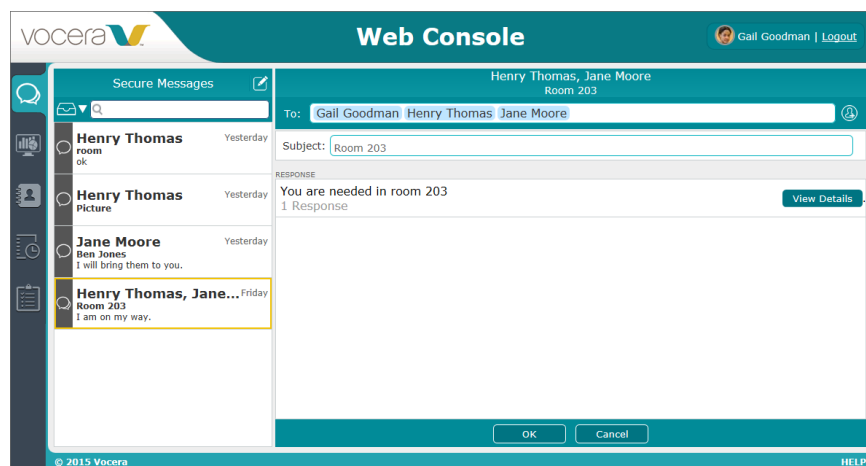 vocera
Web Console
Gail Goodman | Logout
Secure Messages
Henry Thomas
Yesterday
room
ok
Henry Thomas
Yesterday
Picture
Jane Moore
Yesterday
Ben Jones
I will bring them to you.
Henry Thomas, Jane...
Friday
Room 203
I am on my way.
Henry Thomas, Jane Moore
Room 203
To: Gail Goodman Henry Thomas Jane Moore
Subject: Room 203
RESPONSE
You are needed in room 203
1 Response
View Details
OK
Cancel
© 2015 Vocera
HELP